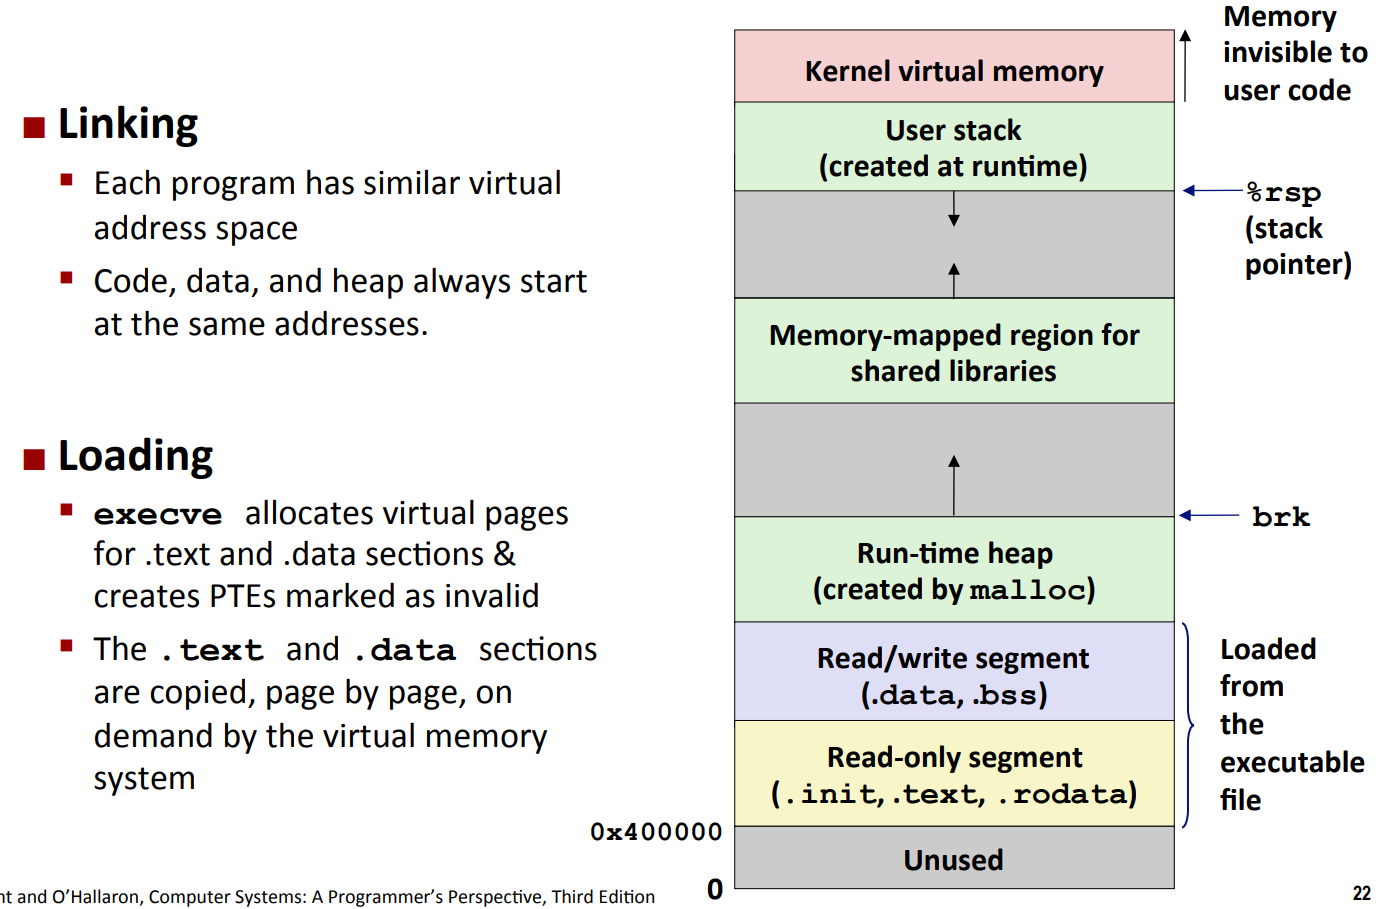 Linking
Each program has similar virtual
address space
Code, data, and heap always start
at the same addresses.
Loading
execve allocates virtual pages
for .text and .data sections &
creates PTEs marked as invalid
The .text and .data sections
are copied, page by page, on
demand by the virtual memory
system
Memory
invisible to
user code
Kernel virtual memory
User stack
(created at runtime)
%rsp
(stack
pointer)
Memory-mapped region for
shared libraries
brk
Run-time heap
(created by malloc)
Read/write segment
(.data, .bss)
Read-only segment
(.init, .text, .rodata)
Loaded
from
the
executable
file
0x400000
Unused
0
and O'Hallaron, Computer Systems: A Programmer's Perspective, Third Edition
22